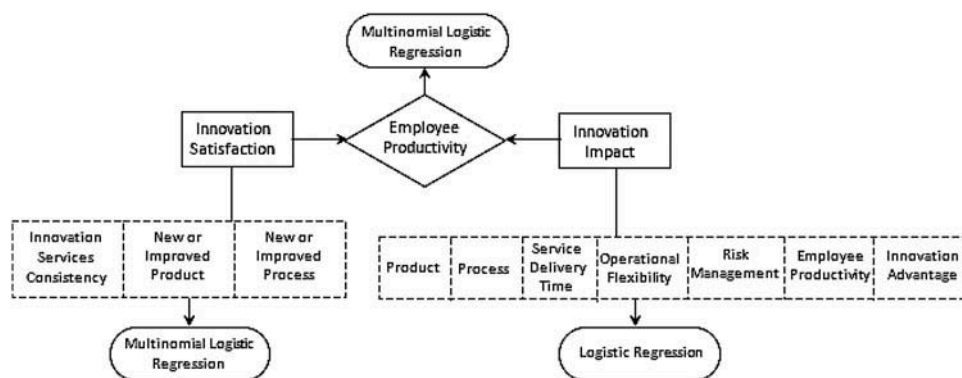 Multinomial Logistic
Regression
Innovation
Satisfaction
Employee
Productivity
Innovation
Impact
Innovation
Services
Consistency
New or
Improved
Product
New or
Improved
Process
Product
Process
Service
Delivery
Time
Operational
Flexibility
Risk
Management
Employee
Productivity
Innovation
Advantage
Multinomial Logistic
Regression
Logistic Regression